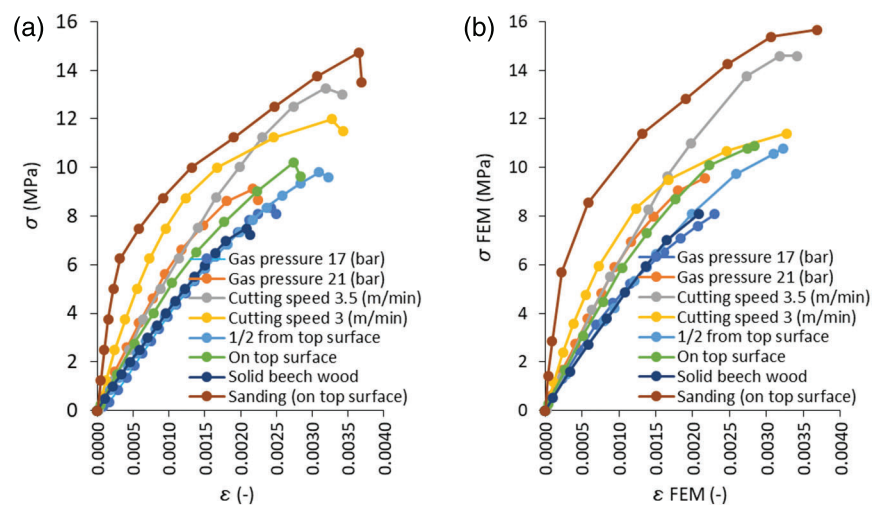 (a)
16
14
12
10
8
6
4
2
0
σ (MPa)
Gas pressure 17 (bar)
Gas pressure 21 (bar)
Cutting speed 3.5 (m/min)
Cutting speed 3 (m/min)
1/2 from top surface
On top surface
Solid beech wood
Sanding (on top surface)
0.0000
0.0005
0.0010
0.0015
0.0020
0.0025
0.0030
0.0035
0.0040
ε (-)
(b)
16
14
12
10
8
6
4
2
0
σ FEM (MPa)
Gas pressure 17 (bar)
Gas pressure 21 (bar)
Cutting speed 3.5 (m/min)
Cutting speed 3 (m/min)
1/2 from top surface
On top surface
Solid beech wood
Sanding (on top surface)
0.0000
0.0005
0.0010
0.0015
0.0020
0.0025
0.0030
0.0035
0.0040
ε FEM (-)